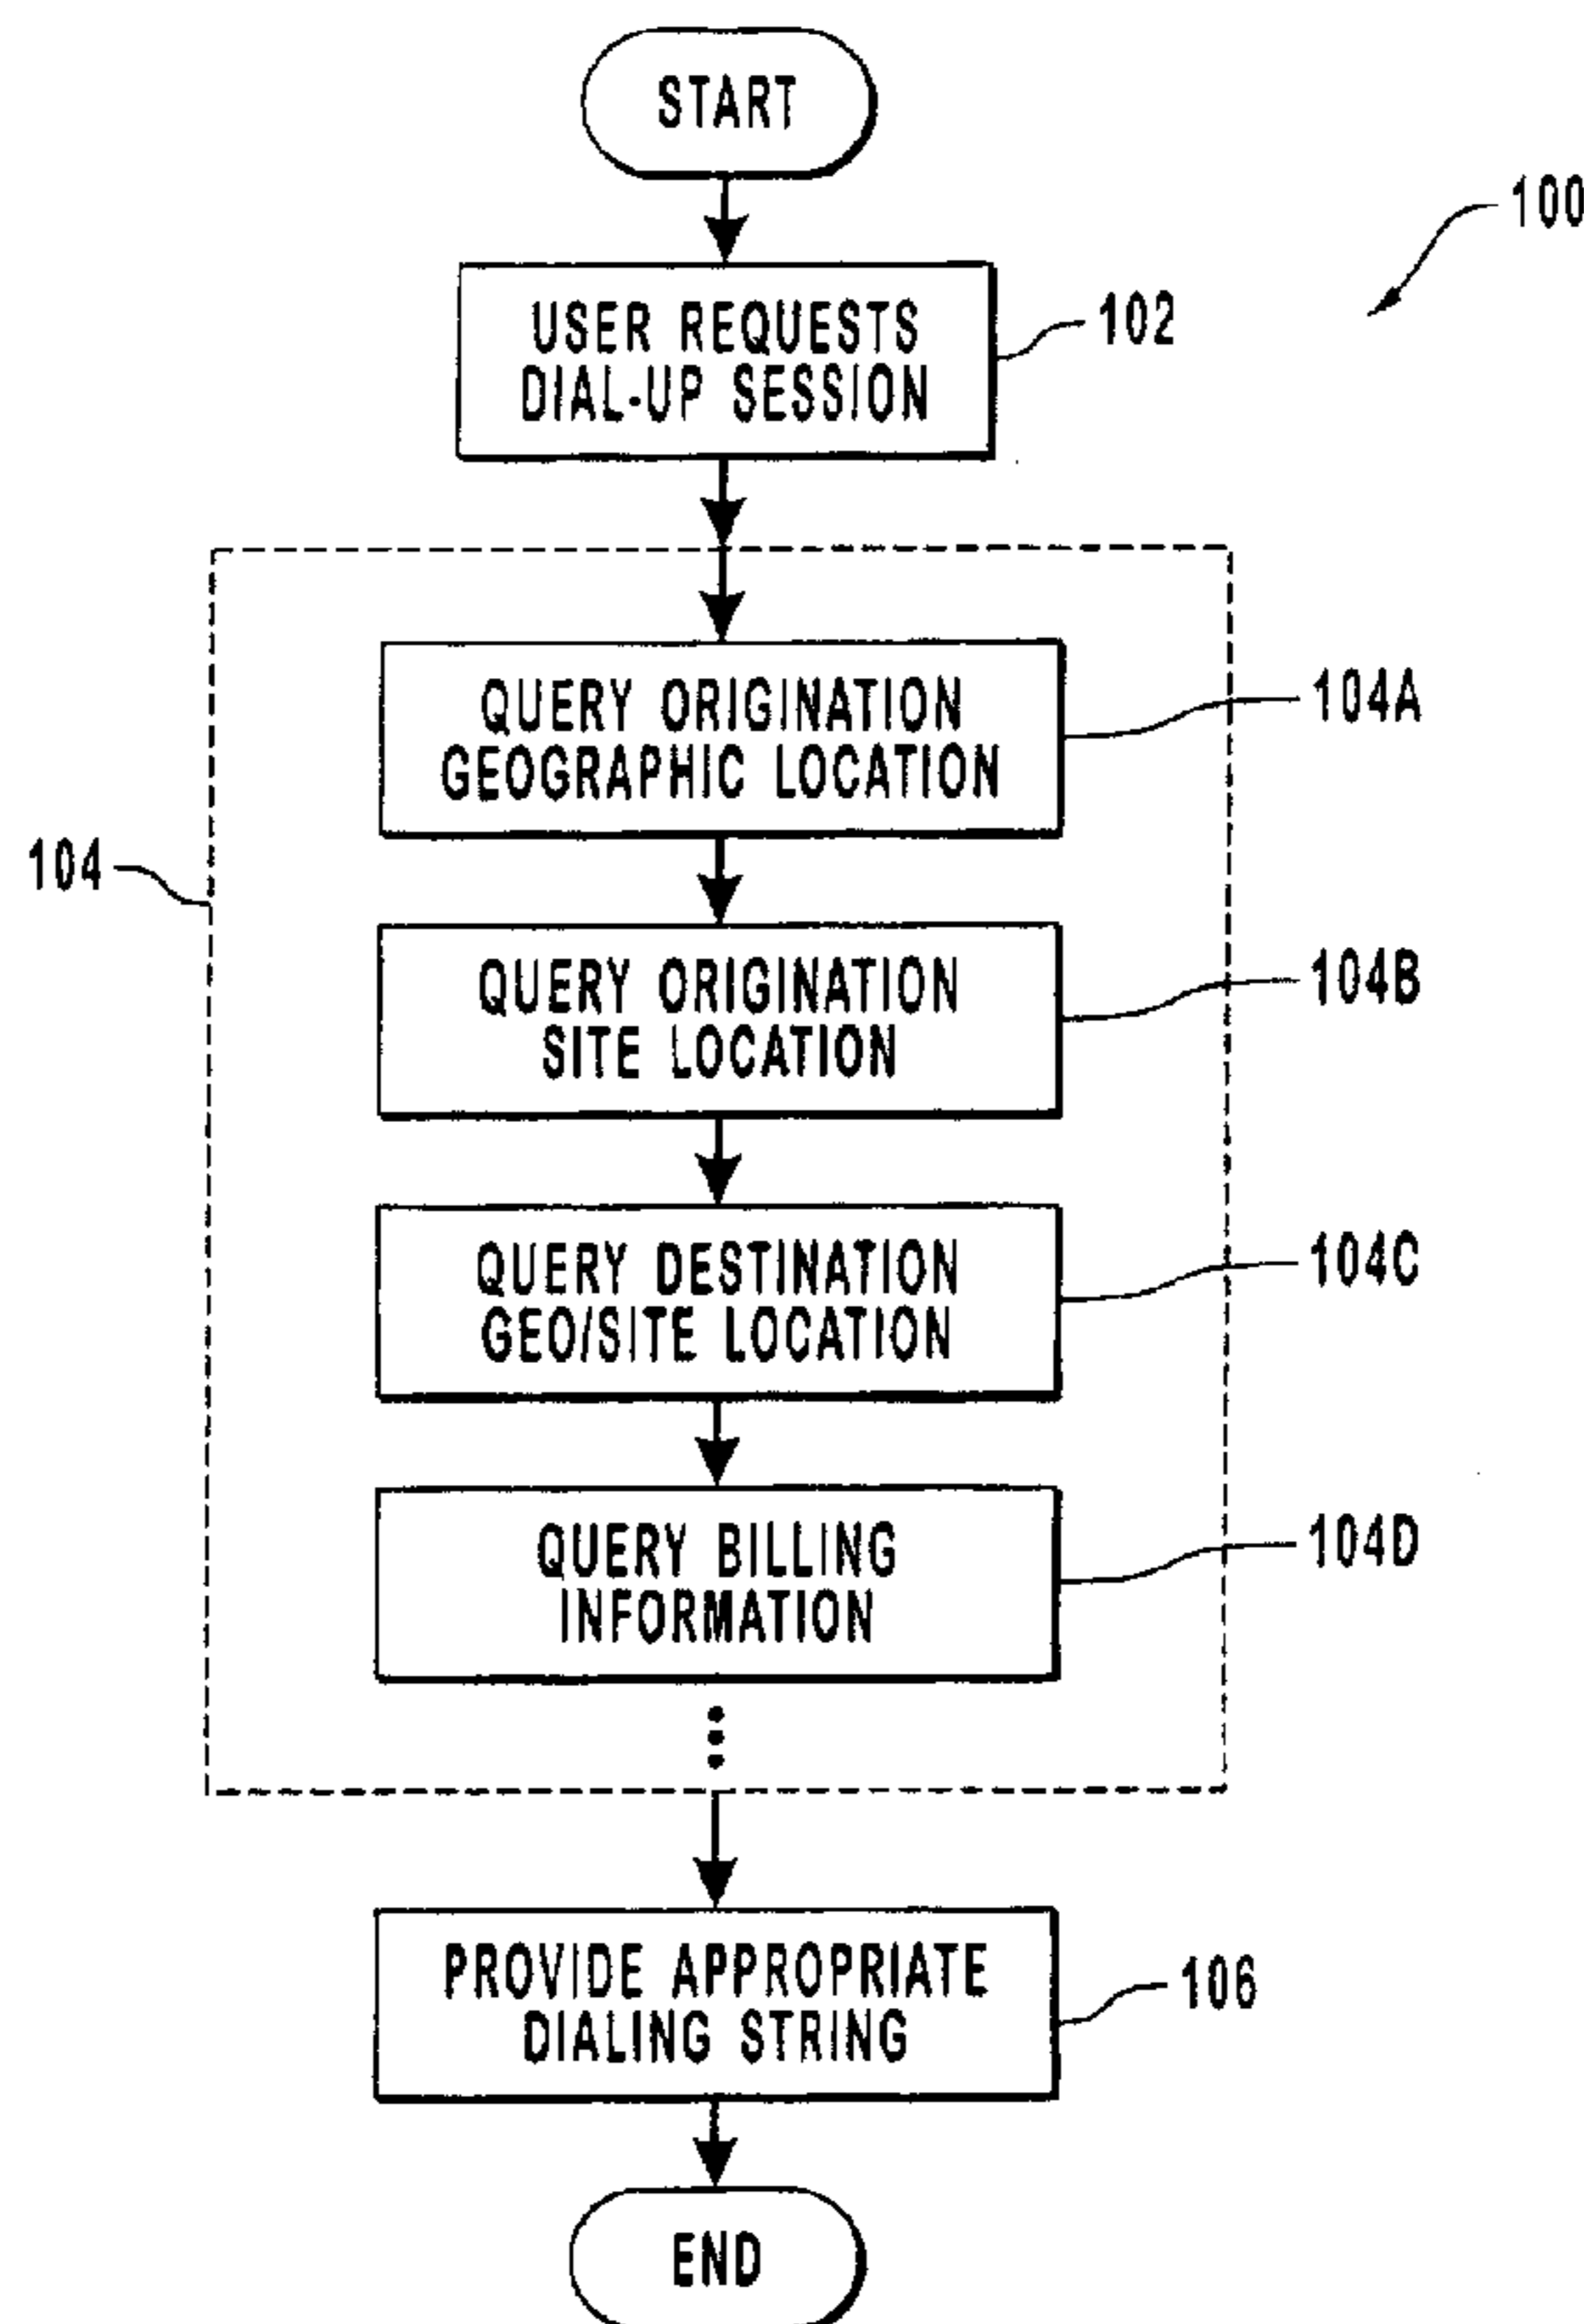 START
100
USER REQUESTS
DIAL-UP SESSION
102
104
QUERY ORIGINATION
GEOGRAPHIC LOCATION
104A
QUERY ORIGINATION
SITE LOCATION
104B
QUERY DESTINATION
GEO/SITE LOCATION
104C
QUERY BILLING
INFORMATION
104D
PROVIDE APPROPRIATE
DIALING STRING
106
END